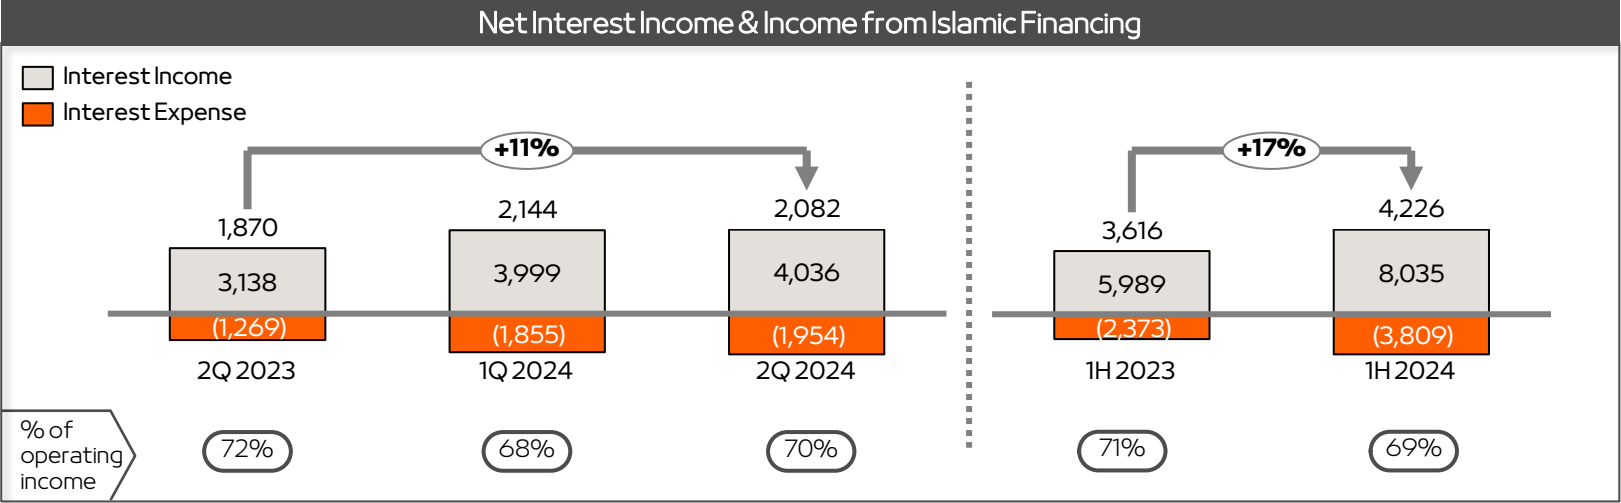 Net Interest Income & Income from Islamic Financing
Interest Income
Interest Expense
+11%
+17%
1,870
2,144
2,082
3,616
4,226
3,138
3,999
4,036
5,989
8,035
(1,269)
(1,855)
(1,954)
(2,373)
(3,809)
2Q 2023
1Q 2024
2Q 2024
1H 2023
1H 2024
% of
operating
income
72%
68%
70%
71%
69%